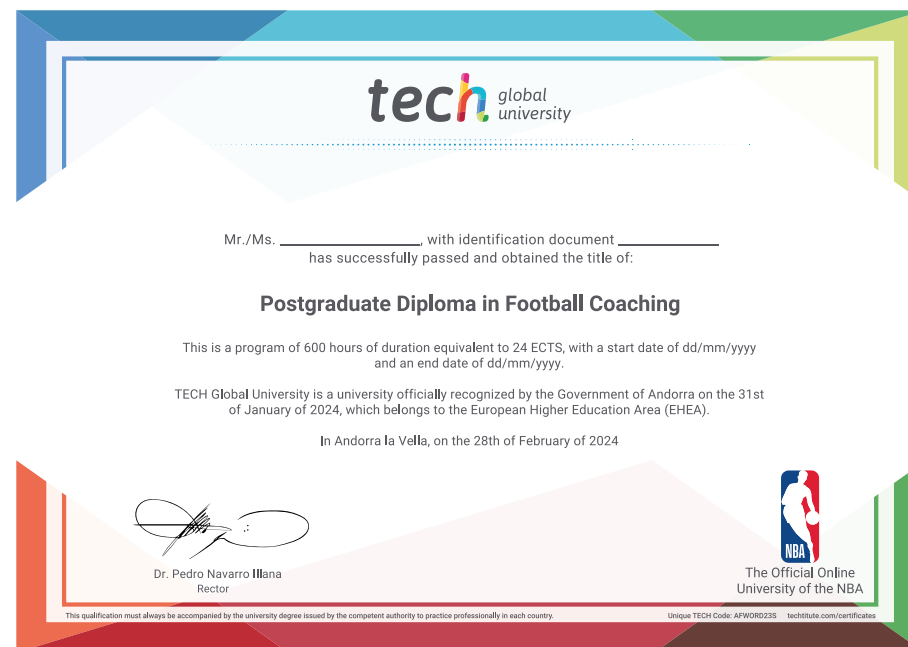 tech global university
Mr./Ms. ____________________, with identification document ______________
has successfully passed and obtained the title of:
Postgraduate Diploma in Football Coaching
This is a program of 600 hours of duration equivalent to 24 ECTS, with a start date of dd/mm/yyyy
and an end date of dd/mm/yyyy.
TECH Global University is a university officially recognized by the Government of Andorra on the 31st
of January of 2024, which belongs to the European Higher Education Area (EHEA).
In Andorra la Vella, on the 28th of February of 2024
NBA
Dr. Pedro Navarro Illana
Rector
The Official Online
University of the NBA
This qualification must always be accompanied by the university degree issued by the competent authority to practice professionally in each country.
Unique TECH Code: AFWORD23S techtitute.com/certificates